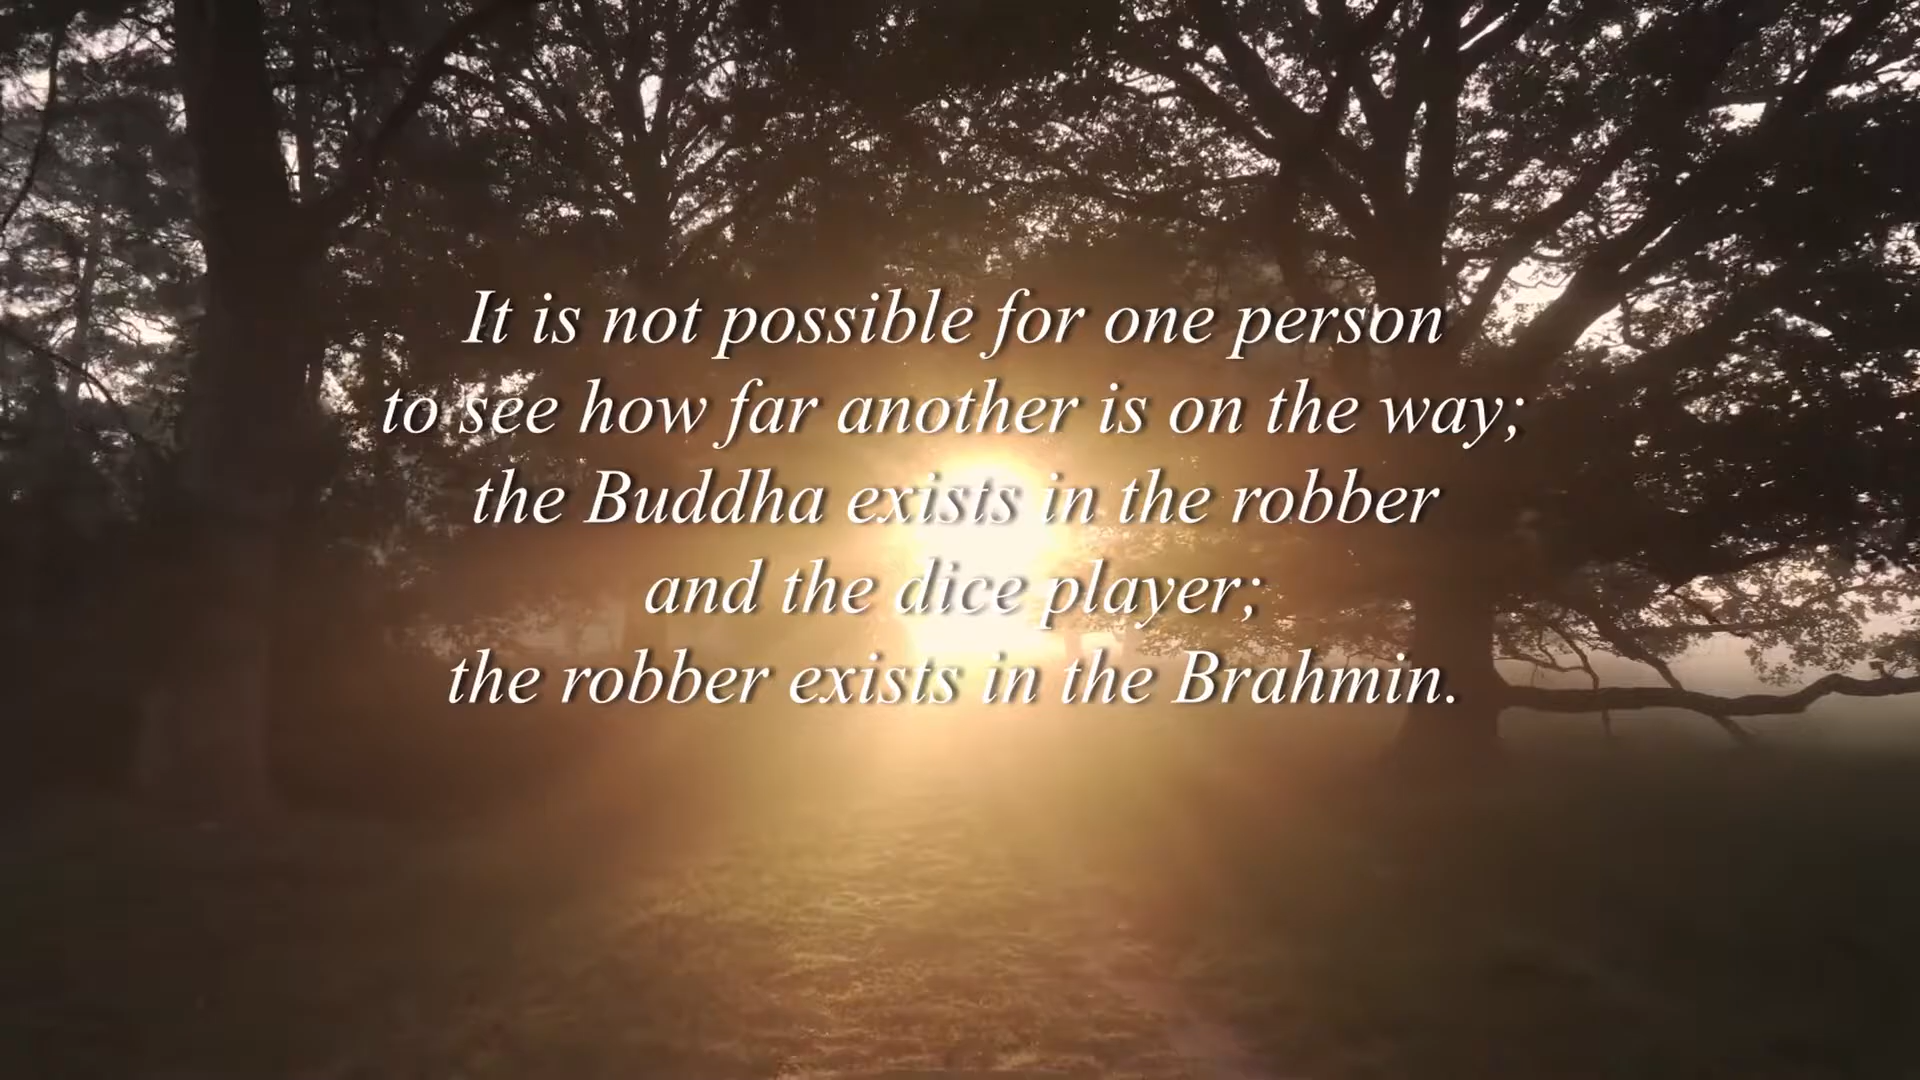 It is not possible for one person
to see how far another is on the way;
the Buddha exists in the robber
and the dice player;
the robber exists in the Brahmin.